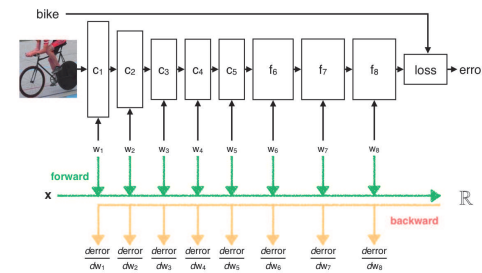 bike
c₁ c₂ c₃ c₄ c₅ f₆ f₇ f₈ loss erro
w₁ w₂ w₃ w₄ w₅ w₆ w₇ w₈
forward
x ℝ
backward
derror derror derror derror derror derror derror derror
dw₁ dw₂ dw₃ dw₄ dw₅ dw₆ dw₇ dw₈